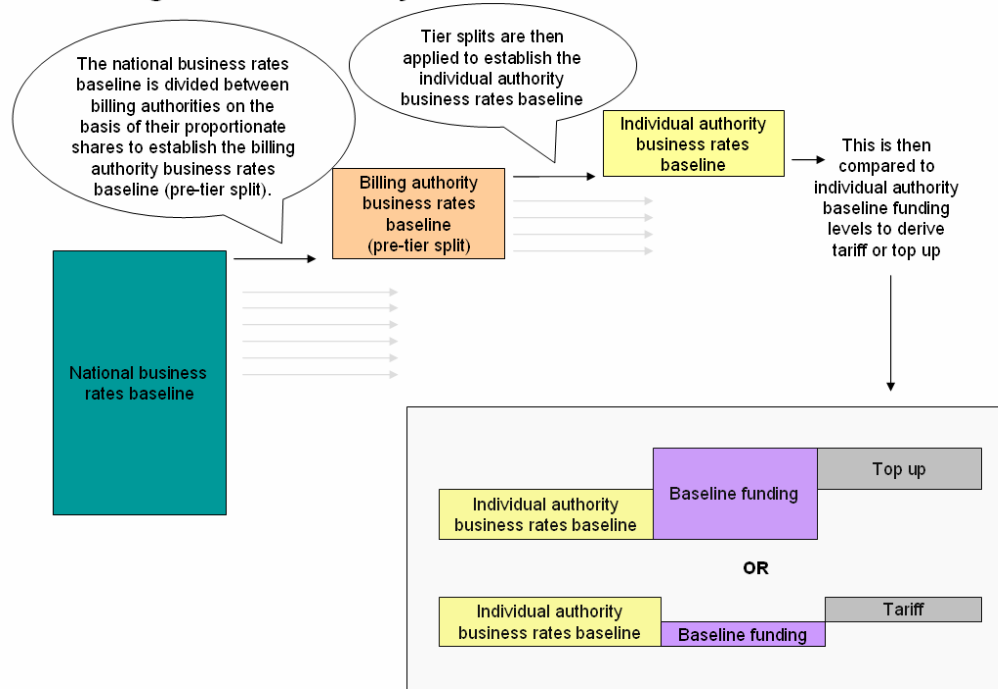 The national business rates
baseline is divided between
billing authorities on the
basis of their proportionate
shares to establish the billing
authority business rates
baseline (pre-tier split).
Tier splits are then
applied to establish the
individual authority
business rates baseline
Individual authority
business rates
baseline
This is then
compared to
individual authority
baseline funding
levels to derive
tariff or top up
Billing authority
business rates
baseline
(pre-tier split)
National business
rates baseline
Individual authority
business rates baseline
Baseline funding
Top up
OR
Individual authority
business rates baseline
Baseline funding
Tariff